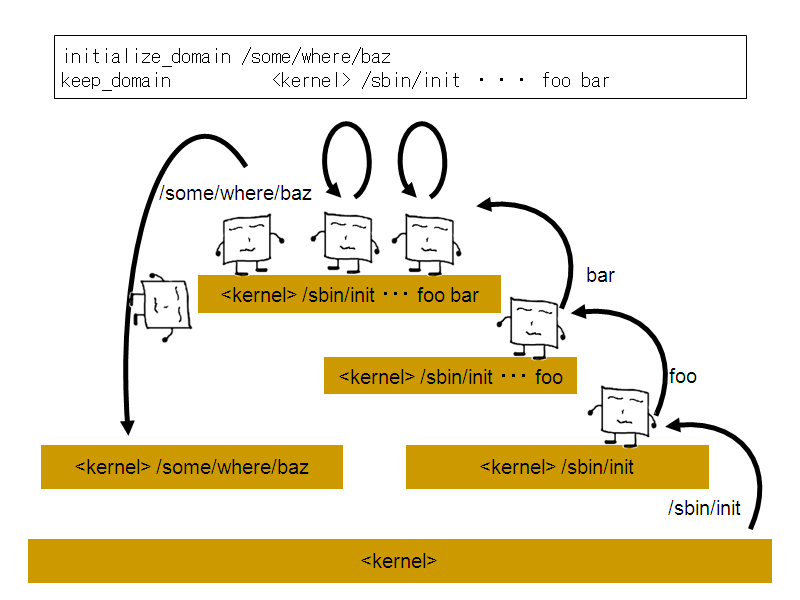 initialize_domain /some/where/baz
keep_domain <kernel> /sbin/init ・・・ foo bar
/some/where/baz
bar
<kernel> /sbin/init ・・・ foo bar
foo
<kernel> /sbin/init ・・・ foo
<kernel> /some/where/baz
<kernel> /sbin/init
/sbin/init
<kernel>